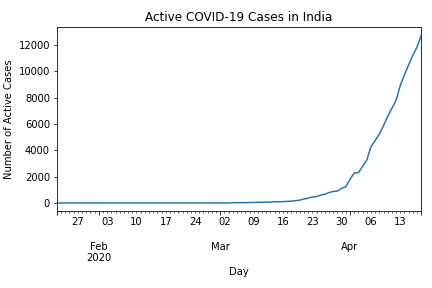 Active COVID-19 Cases in India
12000
10000
8000
6000
4000
2000
0
Number of Active Cases
27 03 10 17 24 02 09 16 23 30 06 13
Feb Mar Apr
2020
Day